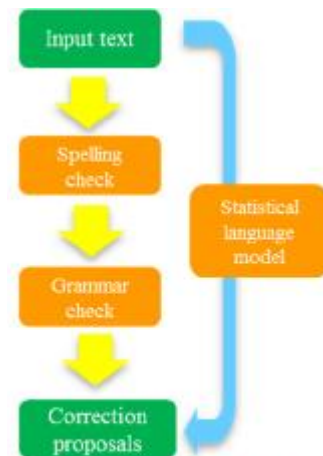 Input text
Spelling
check
Statistical
language
model
Grammar
check
Correction
proposals